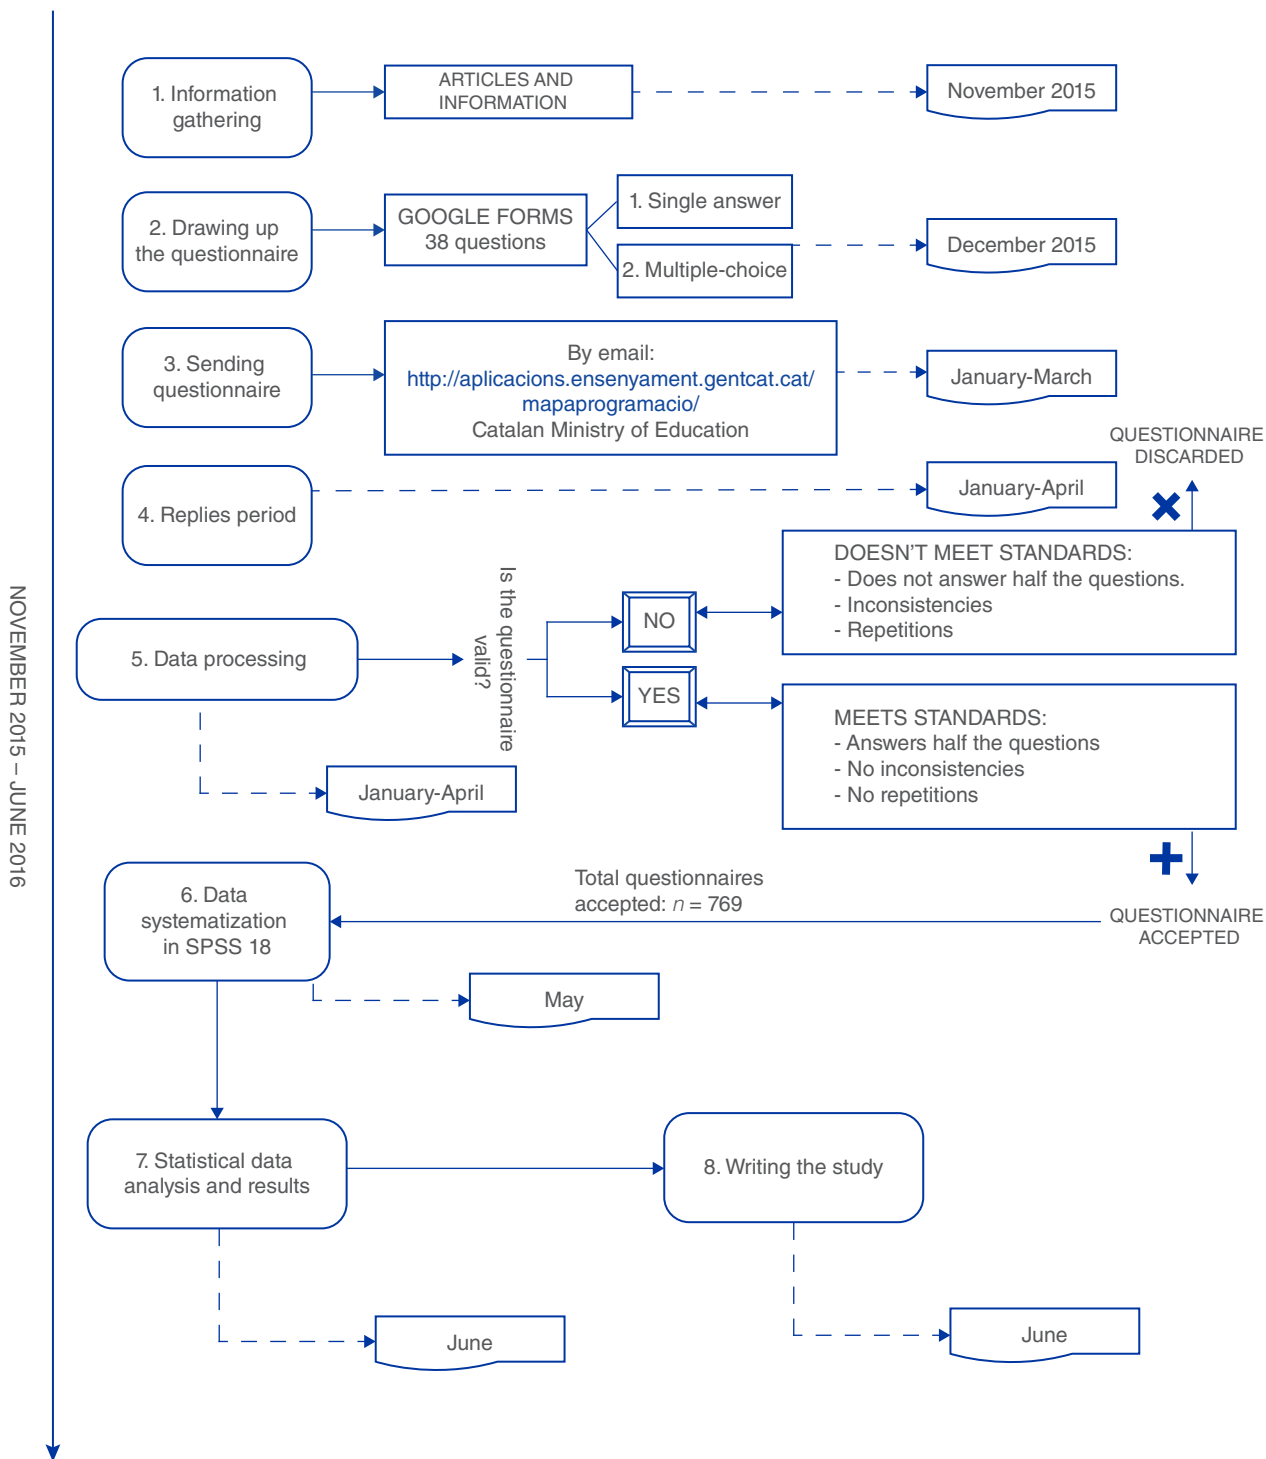 1. Information
gathering
ARTICLES AND
INFORMATION
November 2015
2. Drawing up
the questionnaire
GOOGLE FORMS
38 questions
1. Single answer
2. Multiple-choice
December 2015
3. Sending
questionnaire
By email:
http://aplicacions.ensenyament.gentcat.cat/
mapaprogramacio/
Catalan Ministry of Education
January-March
QUESTIONNAIRE
DISCARDED
4. Replies period
January-April
DOESN'T MEET STANDARDS:
- Does not answer half the questions.
- Inconsistencies
- Repetitions
5. Data processing
Is the questionnaire
valid?
NO
YES
MEETS STANDARDS:
- Answers half the questions
- No inconsistencies
- No repetitions
January-April
NOVEMBER 2015 – JUNE 2016
6. Data
systematization
in SPSS 18
Total questionnaires
accepted: n = 769
QUESTIONNAIRE
ACCEPTED
May
7. Statistical data
analysis and results
8. Writing the study
June
June